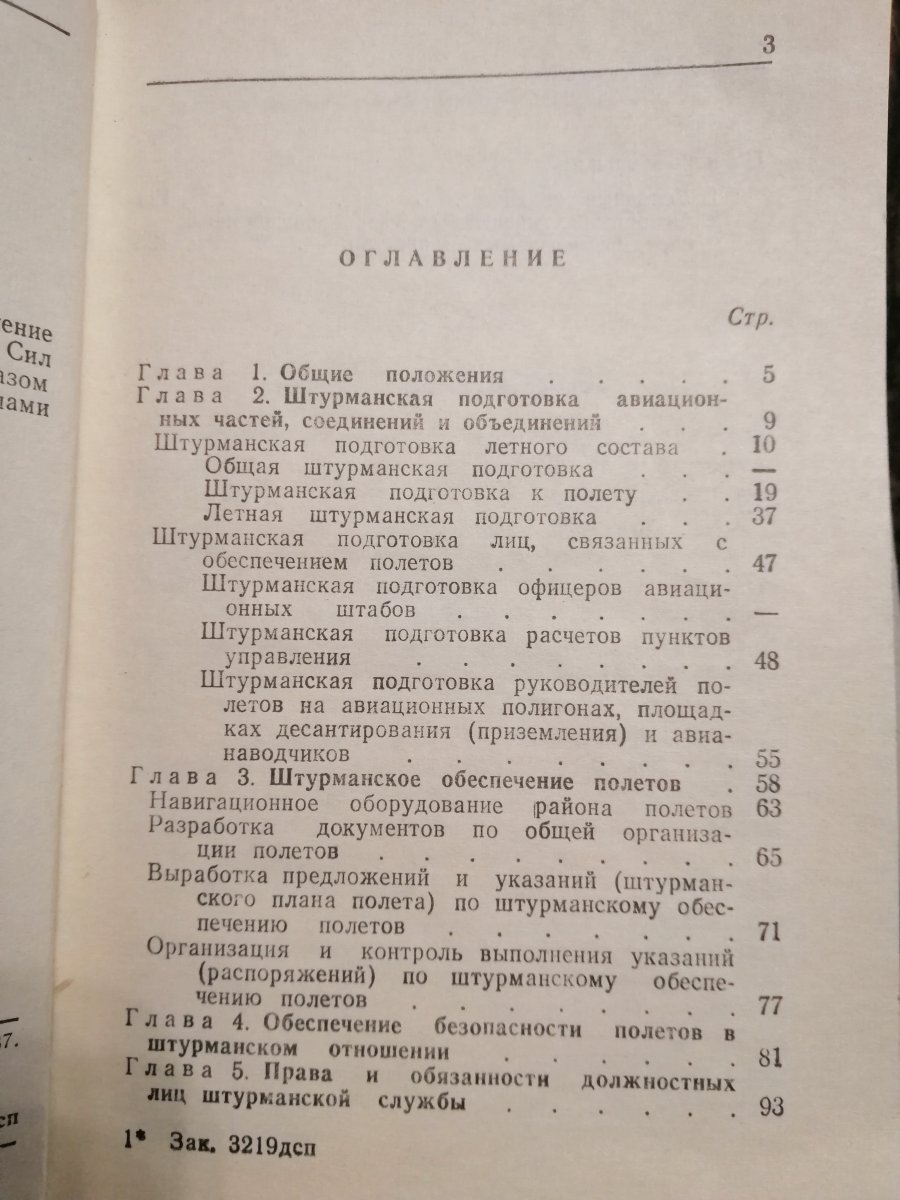 3
ОГЛАВЛЕНИЕ
Стр.
Глава 1. Общие положения . . . . . 5
Глава 2. Штурманская подготовка авиацион-
ных частей, соединений и объединений . . . 9
Штурманская подготовка летного состава . 10
Общая штурманская подготовка . . . —
Штурманская подготовка к полету . . 19
Летная штурманская подготовка . . . 37
Штурманская подготовка лиц, связанных с
обеспечением полетов . . . . . . 47
Штурманская подготовка офицеров авиаци-
онных штабов . . . . . . . —
Штурманская подготовка расчетов пунктов
управления . . . . . . . 48
Штурманская подготовка руководителей по-
летов на авиационных полигонах, площад-
ках десантирования (приземления) и авиа-
наводчиков . . . . . . . . 55
Глава 3. Штурманское обеспечение полетов . 58
Навигационное оборудование района полетов 63
Разработка документов по общей организа-
ции полетов . . . . . . . . 65
Выработка предложений и указаний (штурман-
ского плана полета) по штурманскому обес-
печению полетов . . . . . . . 71
Организация и контроль выполнения указаний
(распоряжений) по штурманскому обеспе-
чению полетов . . . . . . . . 77
Глава 4. Обеспечение безопасности полетов в
штурманском отношении . . . . . . 81
Глава 5. Права и обязанности должностных
лиц штурманской службы . . . . . . 93
1* Зак. 3219дсп
ение
Сил
азом
лами
7.
сп